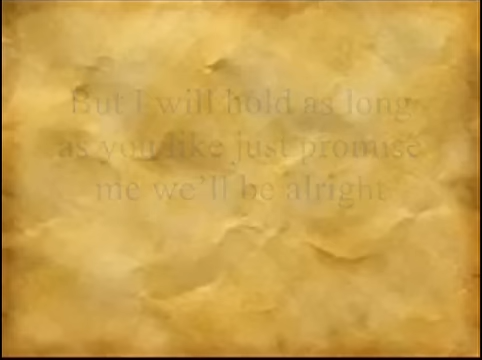 But I will hold as long
as you like just promise
me we'll be alright